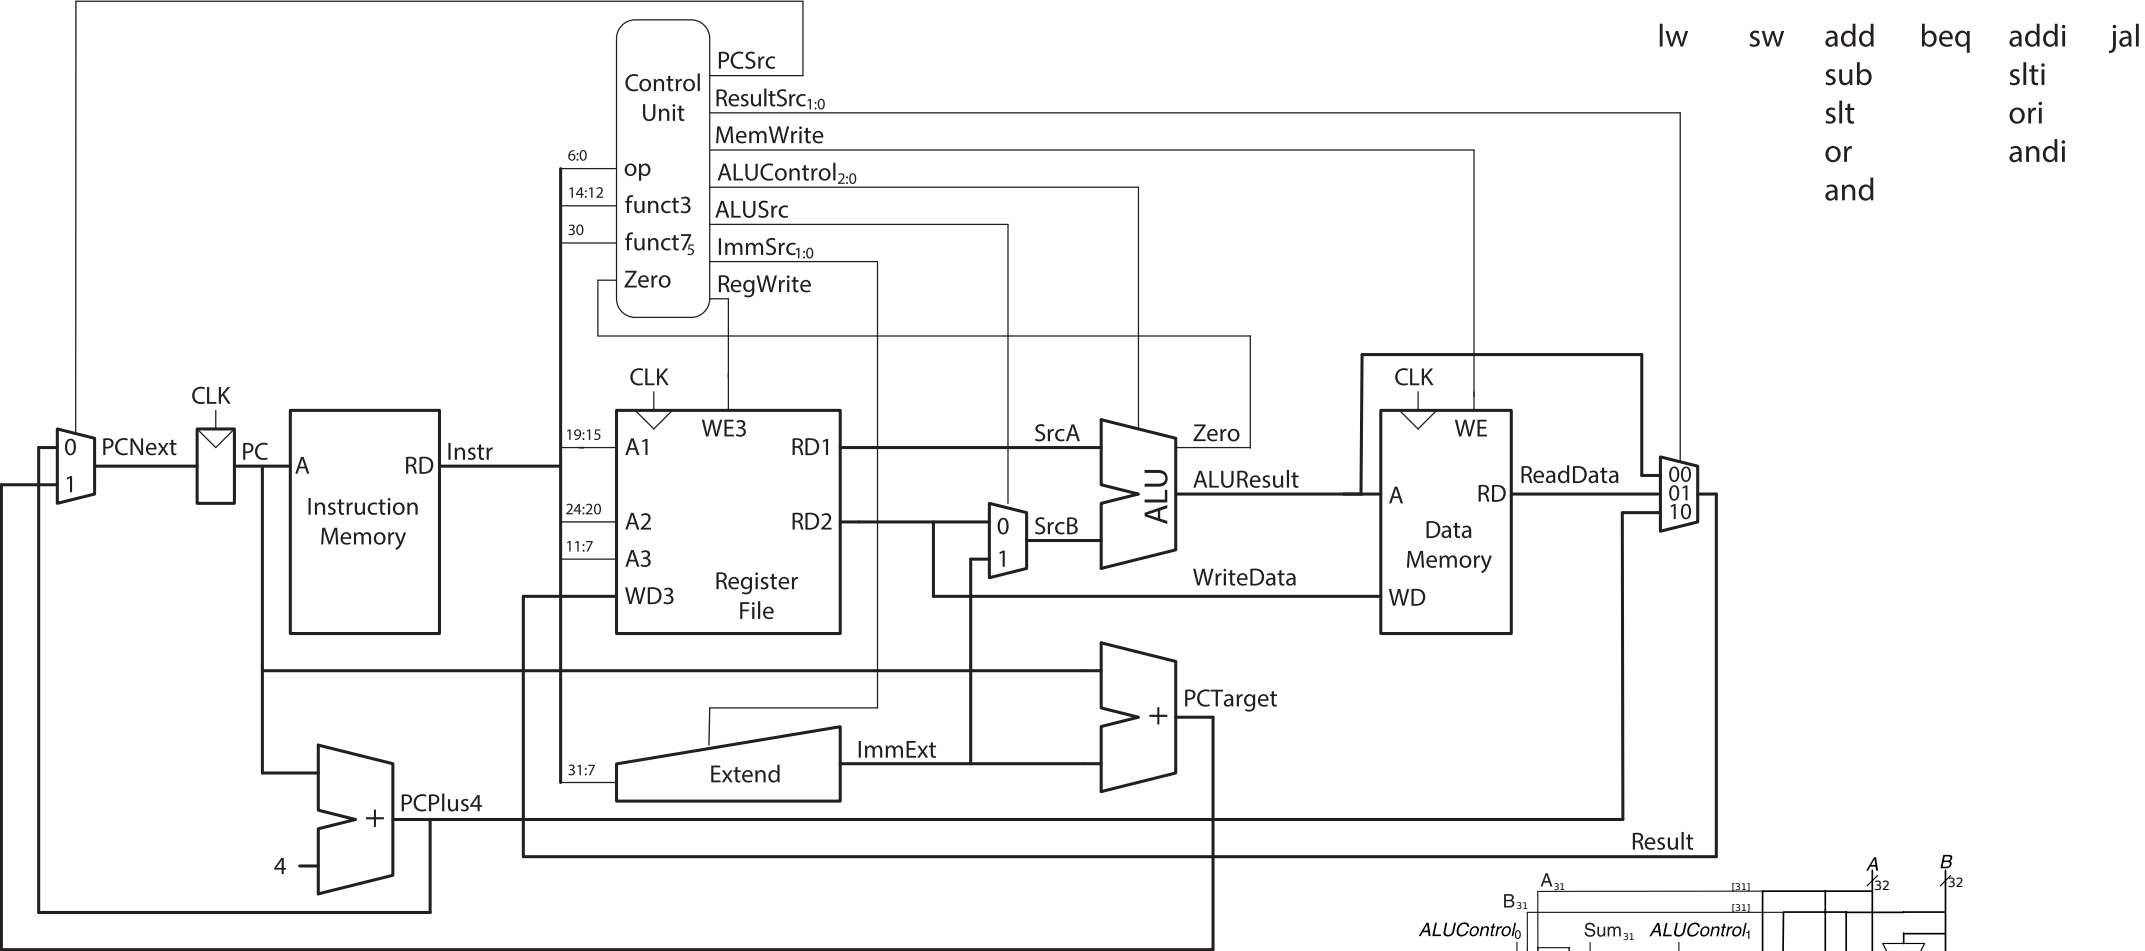 lw sw add beq addi jal
sub slti
slt ori
or andi
and
Control
Unit
PCSrc
ResultSrc1:0
MemWrite
ALUControl2:0
ALUSrc
ImmSrc1:0
RegWrite
6:0 op
14:12 funct3
30 funct75
Zero
CLK
0
1
PCNext
PC
A
RD
Instruction
Memory
Instr
CLK
WE3
19:15 A1
24:20 A2
11:7 A3
WD3
RD1
RD2
Register
File
SrcA
0
1
SrcB
ALU
Zero
ALUResult
WriteData
CLK
WE
A
RD
Data
Memory
WD
ReadData
00
01
10
31:7
Extend
ImmExt
+
PCTarget
PCPlus4
+
4
Result
A B
32 32
A31 [31]
B31 [31]
ALUControl0 Sum31 ALUControl1